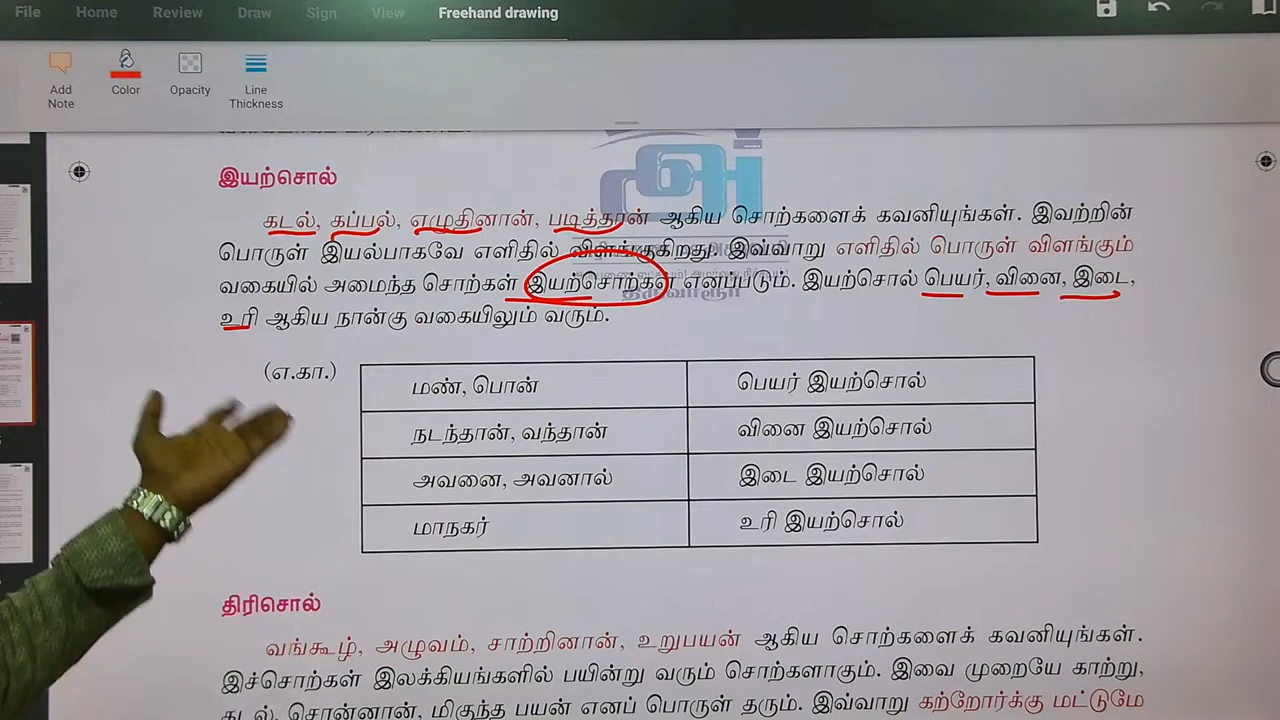 File Home Review Draw Sign View Freehand drawing
Add Note Color Opacity Line Thickness
இயற்சொல்
கடல், கப்பல், எழுதினான், படித்தான் ஆகிய சொற்களைக் கவனியுங்கள். இவற்றின்
பொருள் இயல்பாகவே எளிதில் விளங்குகிறது. இவ்வாறு எளிதில் பொருள் விளங்கும்
வகையில் அமைந்த சொற்கள் இயற்சொற்கள் எனப்படும். இயற்சொல் பெயர், வினை, இடை,
உரி ஆகிய நான்கு வகையிலும் வரும்.
(எ.கா.)
மண், பொன் பெயர் இயற்சொல்
நடந்தான், வந்தான் வினை இயற்சொல்
அவனை, அவனால் இடை இயற்சொல்
மாநகர் உரி இயற்சொல்
திரிசொல்
வங்கூழ், அழுவம், சாற்றினான், உறுபயன் ஆகிய சொற்களைக் கவனியுங்கள்.
இச்சொற்கள் இலக்கியங்களில் பயின்று வரும் சொற்களாகும். இவை முறையே காற்று,
கடல், சொன்னான், மிகுந்த பயன் எனப் பொருள் தரும். இவ்வாறு கற்றோர்க்கு மட்டுமே